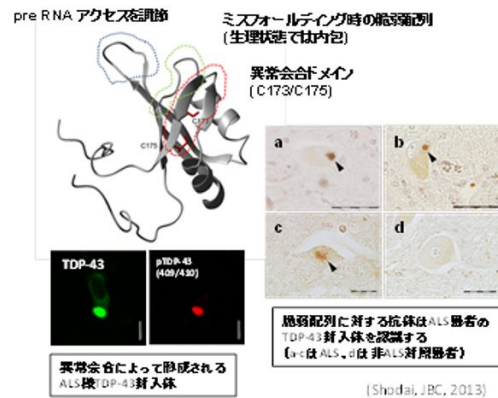 pre RNA アクセスを調節
ミスフォールディング時の脆弱配列
(生理状態では内包)
異常会合ドメイン
(C173/C175)
C173
C175
a
b
c
d
TDP-43
pTDP-43
(409/410)
異常会合によって形成される
ALS様TDP-43封入体
脆弱配列に対する抗体はALS患者の
TDP-43封入体を認識する
(a-cはALS、dは非ALS対照患者)
(Shodai, JBC, 2013)